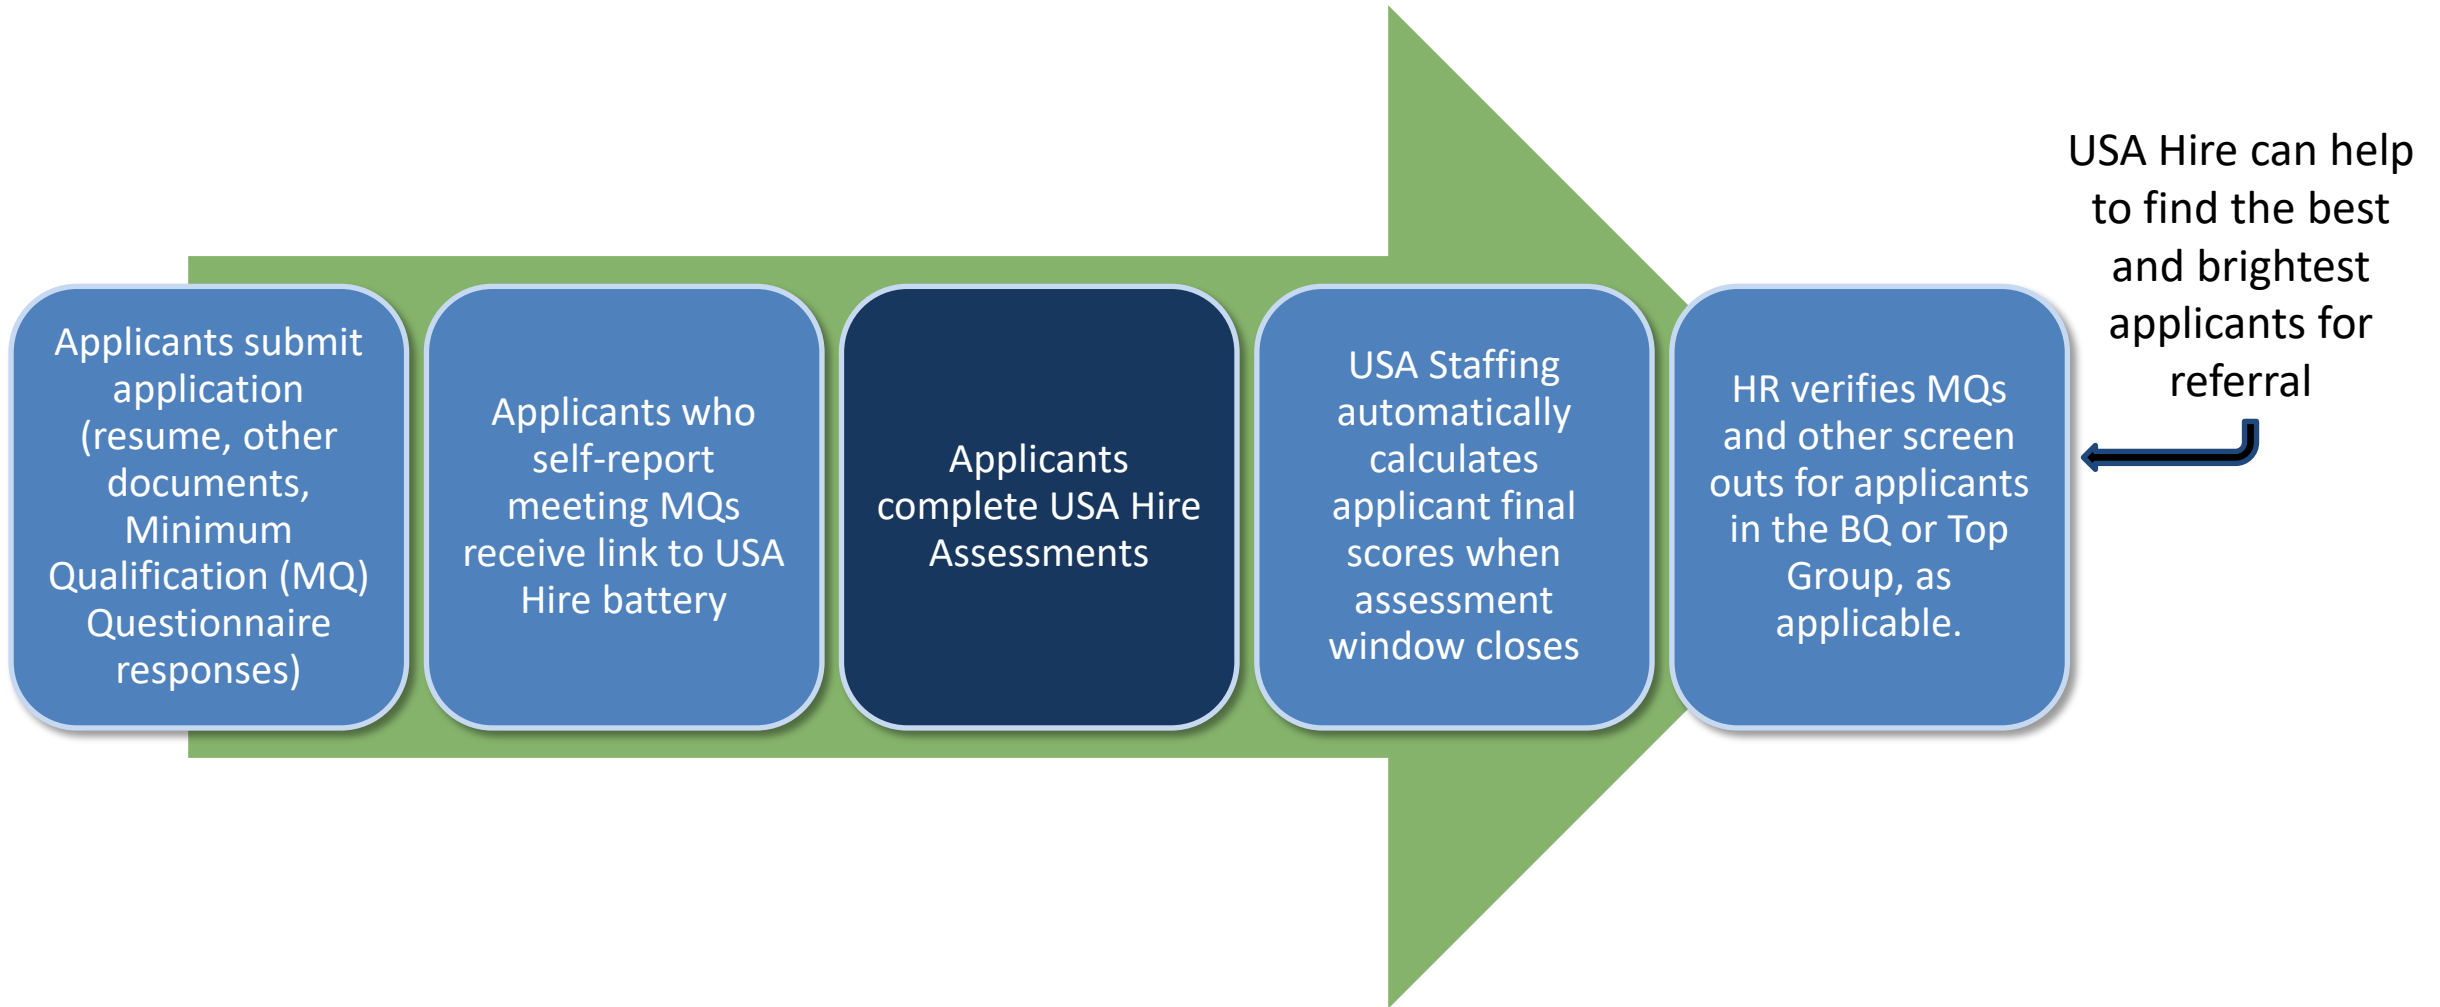 Applicants submit
application
(resume, other
documents,
Minimum
Qualification (MQ)
Questionnaire
responses)
Applicants who
self-report
meeting MQs
receive link to USA
Hire battery
Applicants
complete USA Hire
Assessments
USA Staffing
automatically
calculates
applicant final
scores when
assessment
window closes
HR verifies MQs
and other screen
outs for applicants
in the BQ or Top
Group, as
applicable.
USA Hire can help
to find the best
and brightest
applicants for
referral